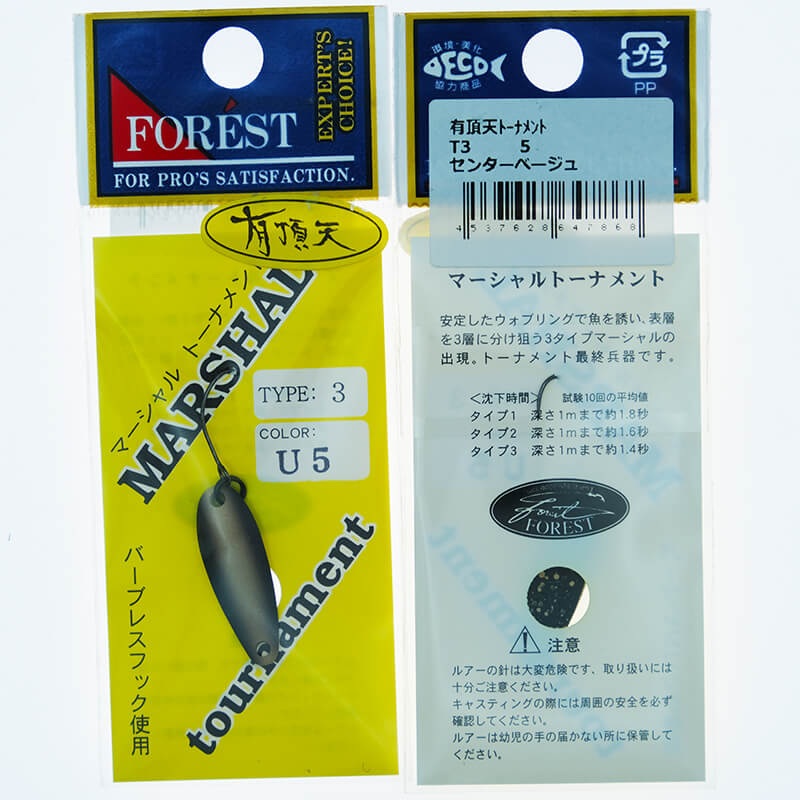 FORÉST
EXPERT'S
CHOICE!
FOR PRO'S SATISFACTION.
有頂天
マーシャル トーナメン
MARSHAL
TYPE: 3
COLOR:
U5
tournament
バーブレスフック使用
環境・美化
ECO
協力商品
プラ
PP
有頂天ﾄｰﾅﾒﾝﾄ
T3 5
センターベージュ
4537628647868
マーシャルトーナメント
安定したウォブリングで魚を誘い、表層
を3層に分け狙う3タイプマーシャルの
出現。トーナメント最終兵器です。
〈沈下時間〉 試験10回の平均値
タイプ1 深さ1mまで約1.8秒
タイプ2 深さ1mまで約1.6秒
タイプ3 深さ1mまで約1.4秒
Forest
FOREST
注意
ルアーの針は大変危険です、取り扱いには
十分ご注意ください。
キャスティングの際には周囲の安全を必ず
確認してください。
ルアーは幼児の手の届かない所に保管して
ください。